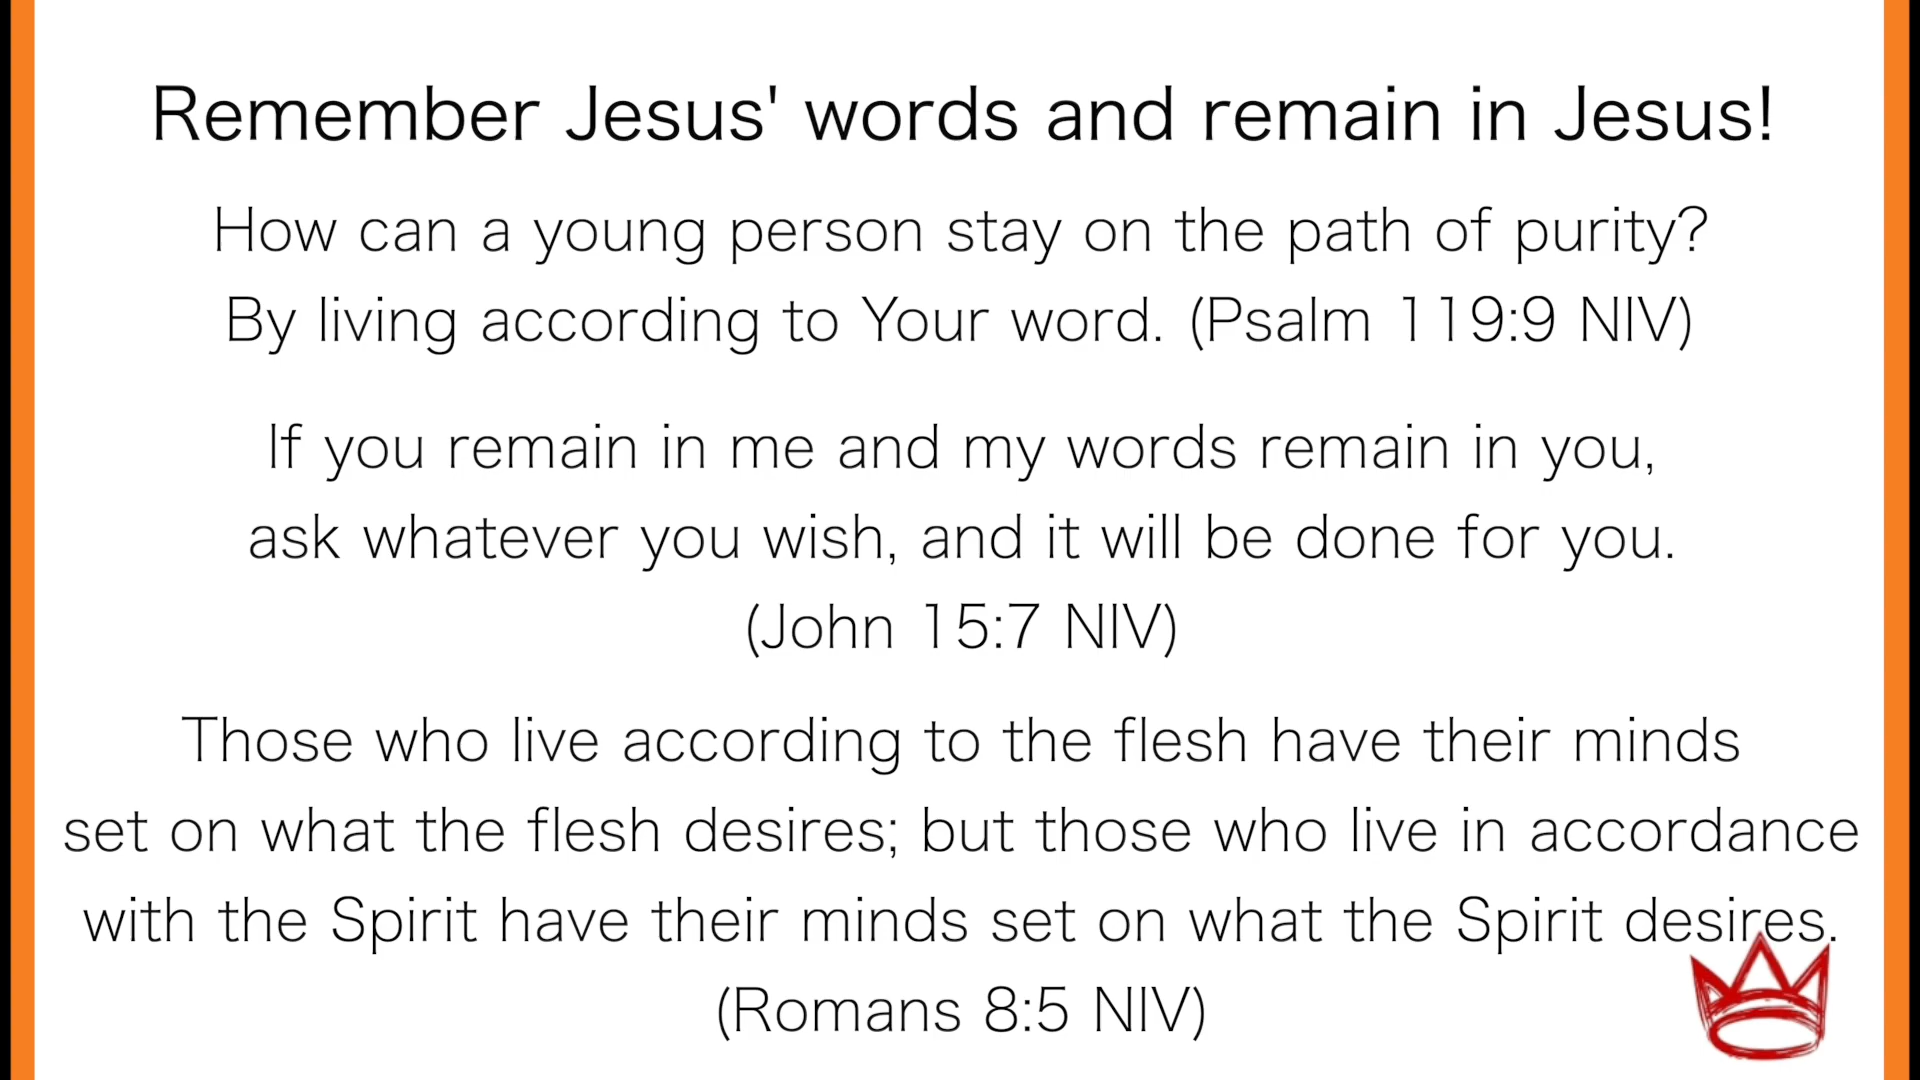 Remember Jesus' words and remain in Jesus!
How can a young person stay on the path of purity?
By living according to Your word. (Psalm 119:9 NIV)
If you remain in me and my words remain in you,
ask whatever you wish, and it will be done for you.
(John 15:7 NIV)
Those who live according to the flesh have their minds
set on what the flesh desires; but those who live in accordance
with the Spirit have their minds set on what the Spirit desires.
(Romans 8:5 NIV)